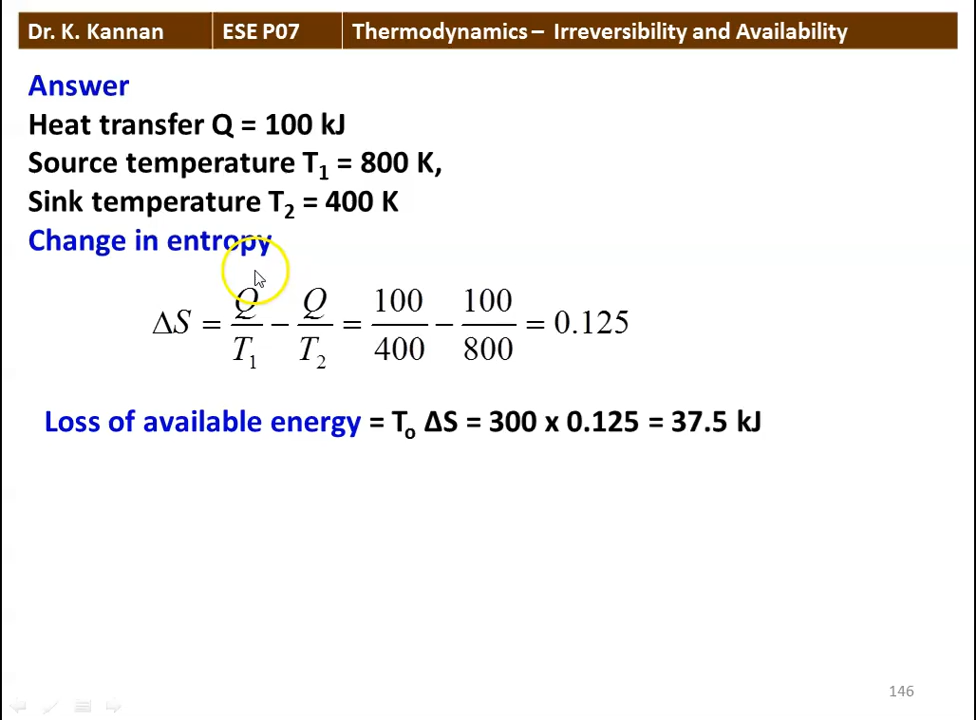 Dr. K. Kannan ESE P07 Thermodynamics – Irreversibility and Availability
Answer
Heat transfer Q = 100 kJ
Source temperature T₁ = 800 K,
Sink temperature T₂ = 400 K
Change in entropy
ΔS = Q/T₁ − Q/T₂ = 100/400 − 100/800 = 0.125
Loss of available energy = Tₒ ΔS = 300 x 0.125 = 37.5 kJ
146